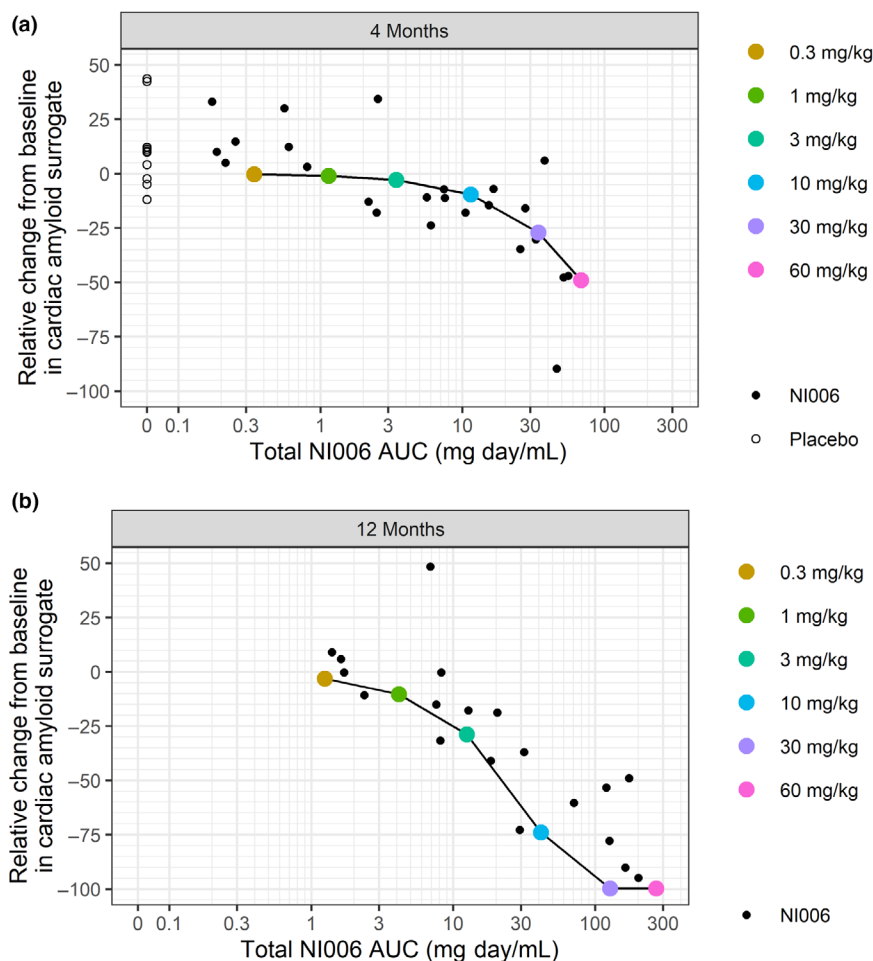 (a)
4 Months
Relative change from baseline
in cardiac amyloid surrogate
50
25
0
−25
−50
−75
−100
0 0.1 0.3 1 3 10 30 100 300
Total NI006 AUC (mg day/mL)
0.3 mg/kg
1 mg/kg
3 mg/kg
10 mg/kg
30 mg/kg
60 mg/kg
NI006
Placebo
(b)
12 Months
Relative change from baseline
in cardiac amyloid surrogate
50
25
0
−25
−50
−75
−100
0 0.1 0.3 1 3 10 30 100 300
Total NI006 AUC (mg day/mL)
0.3 mg/kg
1 mg/kg
3 mg/kg
10 mg/kg
30 mg/kg
60 mg/kg
NI006